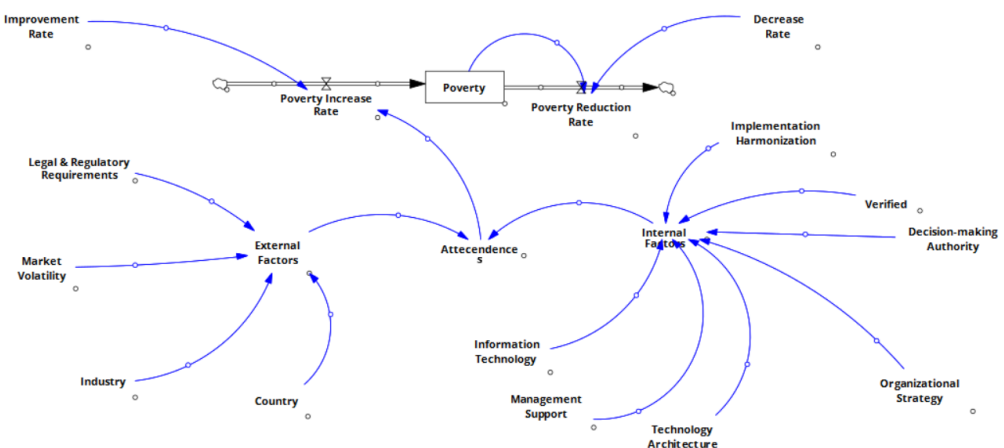 Improvement
Rate
Decrease
Rate
Poverty
Poverty Increase
Rate
Poverty Reduction
Rate
Implementation
Harmonization
Legal & Regulatory
Requirements
Verified
Decision-making
Authority
Internal
Factors
External
Factors
Attecendence
s
Market
Volatility
Information
Technology
Industry
Country
Management
Support
Organizational
Strategy
Technology
Architecture